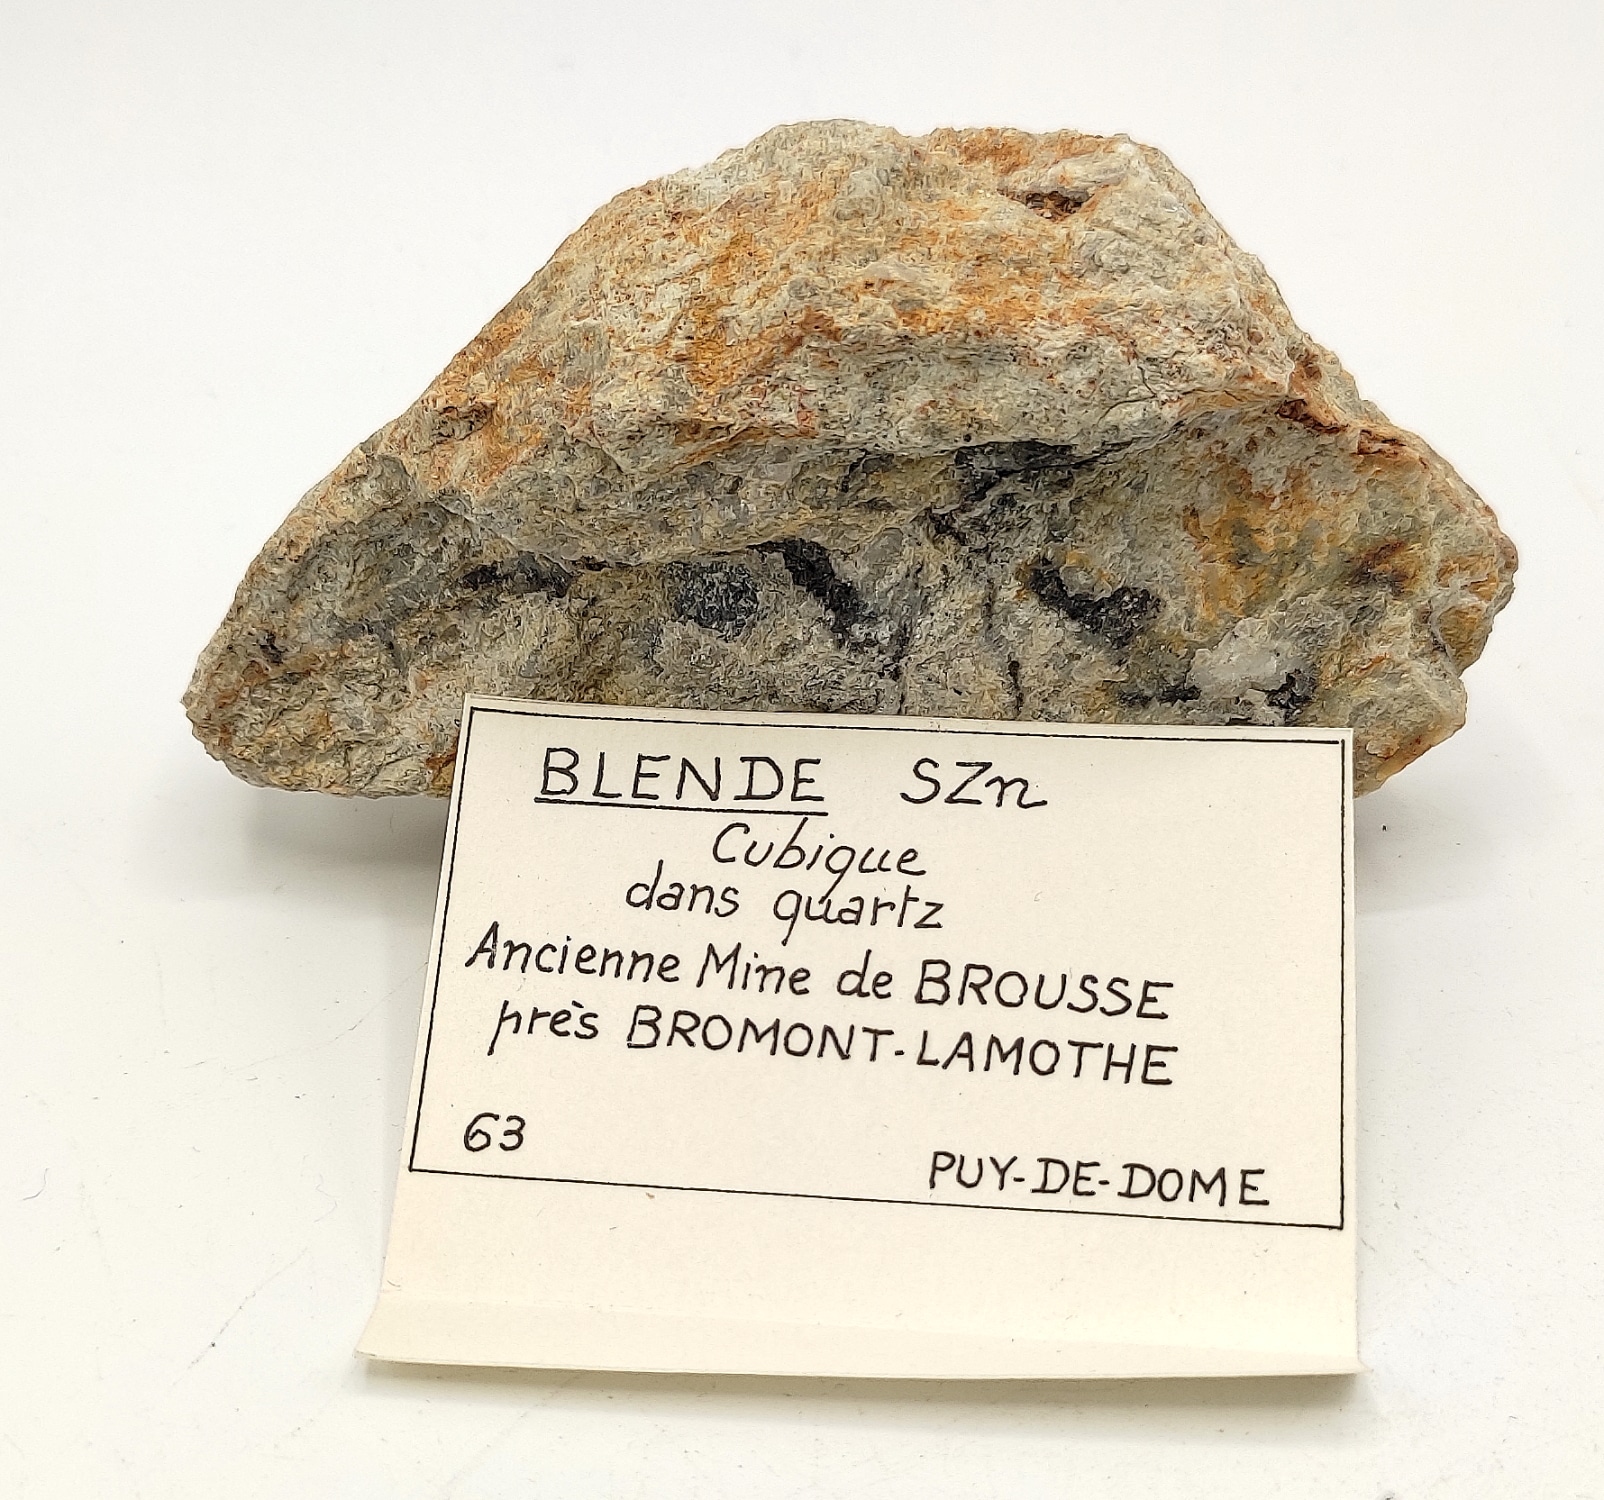 BLENDE SZn
Cubique
dans quartz
Ancienne Mine de BROUSSE
près BROMONT-LAMOTHE
63
PUY-DE-DOME